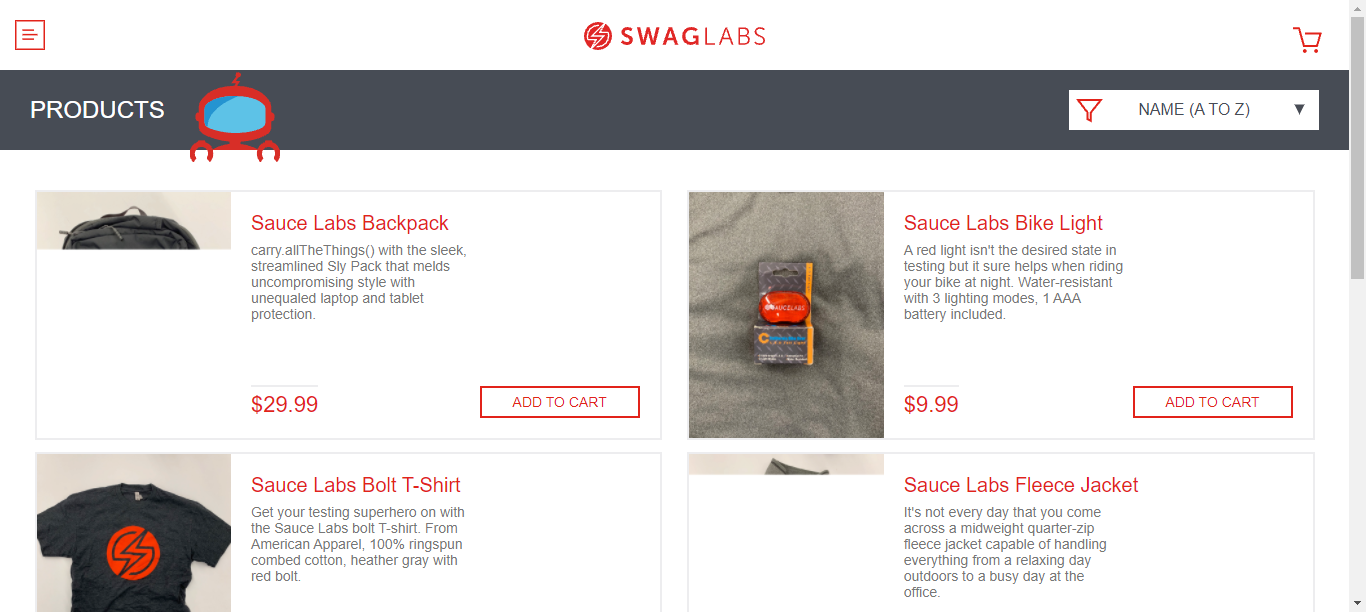 SWAGLABS
PRODUCTS
NAME (A TO Z)
Sauce Labs Backpack
carry.allTheThings() with the sleek,
streamlined Sly Pack that melds
uncompromising style with
unequaled laptop and tablet
protection.
$29.99
ADD TO CART
Sauce Labs Bike Light
A red light isn't the desired state in
testing but it sure helps when riding
your bike at night. Water-resistant
with 3 lighting modes, 1 AAA
battery included.
$9.99
ADD TO CART
Sauce Labs Bolt T-Shirt
Get your testing superhero on with
the Sauce Labs bolt T-shirt. From
American Apparel, 100% ringspun
combed cotton, heather gray with
red bolt.
Sauce Labs Fleece Jacket
It's not every day that you come
across a midweight quarter-zip
fleece jacket capable of handling
everything from a relaxing day
outdoors to a busy day at the
office.